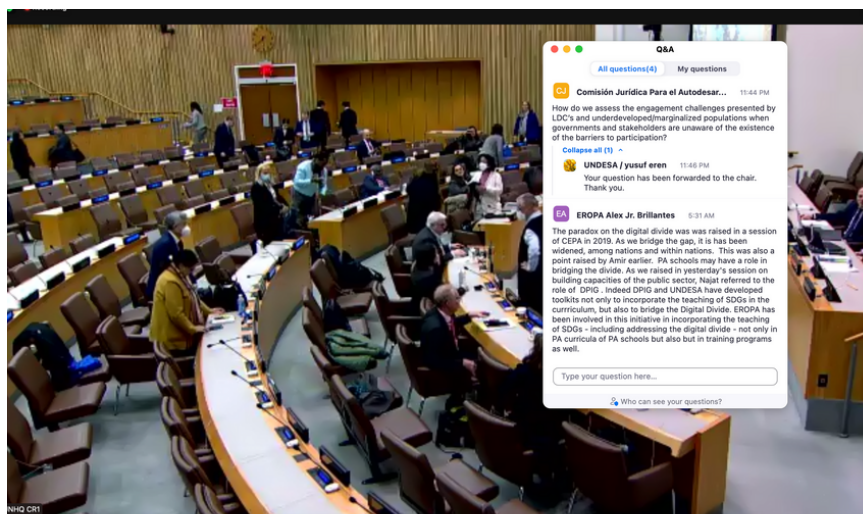 Q&A
All questions(4) My questions
CJ Comisión Jurídica Para el Autodesar... 11:44 PM
How do we assess the engagement challenges presented by
LDC's and underdeveloped/marginalized populations when
governments and stakeholders are unaware of the existence
of the barriers to participation?
Collapse all (1)
UNDESA / yusuf eren 11:46 PM
Your question has been forwarded to the chair.
Thank you.
EA EROPA Alex Jr. Brillantes 5:31 AM
The paradox on the digital divide was was raised in a session
of CEPA in 2019. As we bridge the gap, it is has been
widened, among nations and within nations. This was also a
point raised by Amir earlier. PA schools may have a role in
bridging the divide. As we raised in yesterday's session on
building capacities of the public sector, Najat referred to the
role of DPIG . Indeed DPIG and UNDESA have developed
toolkits not only to incorporate the teaching of SDGs in the
currriculum, but also to bridge the Digital Divide. EROPA has
been involved in this initiative in incorporating the teaching
of SDGs - including addressing the digital divide - not only in
PA curricula of PA schools but also but in training programs
as well.
Type your question here...
Who can see your questions?
NHQ CR1